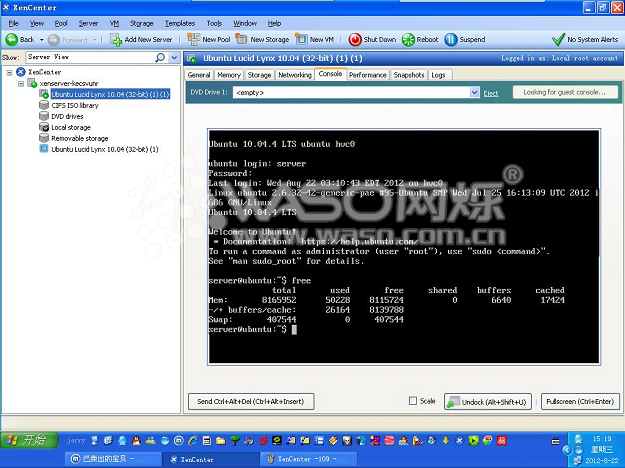 XenCenter
File View Pool Server VM Storage Templates Tools Window Help
Back Forward Add New Server New Pool New Storage New VM Shut Down Reboot Suspend No System Alerts
Show: Server View
Ubuntu Lucid Lynx 10.04 (32-bit) (1) (1)
Logged in as: Local root account
XenCenter
xenserver-kecsvunr
Ubuntu Lucid Lynx 10.04 (32-bit) (1) (1)
CIFS ISO library
DVD drives
Local storage
Removable storage
Ubuntu Lucid Lynx 10.04 (32-bit) (1)
General Memory Storage Networking Console Performance Snapshots Logs
DVD Drive 1: <empty> Eject Looking for guest console...
Ubuntu 10.04.4 LTS ubuntu hvc0
ubuntu login: server
Password:
Last login: Wed Aug 22 03:10:43 EDT 2012 on hvc0
Linux ubuntu 2.6.32-42-generic-pae #95-Ubuntu SMP Wed Jul 25 16:13:09 UTC 2012 i
686 GNU/Linux
Ubuntu 10.04.4 LTS
Welcome to Ubuntu!
* Documentation: https://help.ubuntu.com/
To run a command as administrator (user "root"), use "sudo <command>".
See "man sudo_root" for details.
server@ubuntu:~$ free
total used free shared buffers cached
Mem: 8165952 50228 8115724 0 6640 17424
-/+ buffers/cache: 26164 8139788
Swap: 407544 0 407544
server@ubuntu:~$
WASO网烁®
Send Ctrl+Alt+Del (Ctrl+Alt+Insert) Scale Undock (Alt+Shift+U) Fullscreen (Ctrl+Enter)
开始 jerry
15:19
星期三
2012-8-22
已卖出的宝贝 - ... XenCenter XenCenter -109 - ...